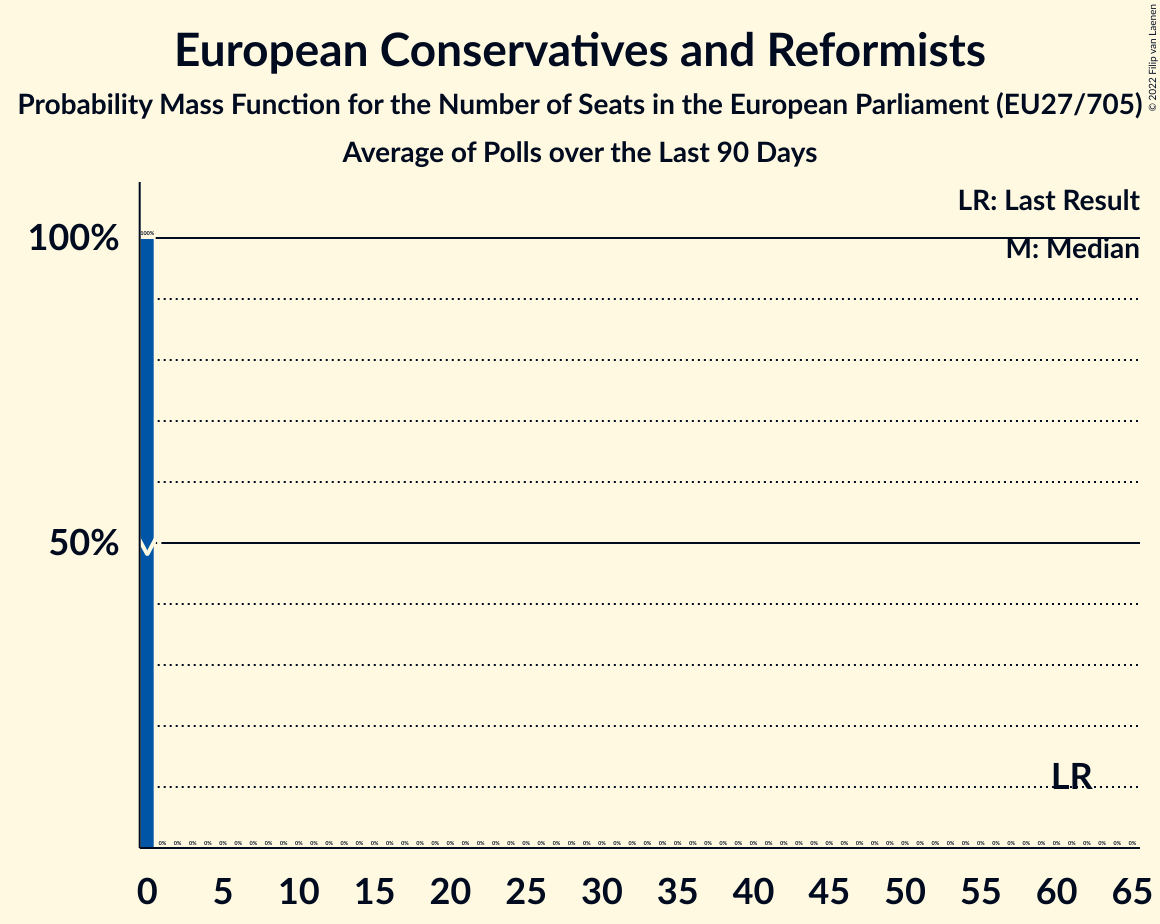 European Conservatives and Reformists
Probability Mass Function for the Number of Seats in the European Parliament (EU27/705)
Average of Polls over the Last 90 Days
© 2022 Filip van Laenen
LR: Last Result
M: Median
100%
50%
100%
LR
0% 0% 0% 0% 0% 0% 0% 0% 0% 0% 0% 0% 0% 0% 0% 0% 0% 0% 0% 0% 0% 0% 0% 0% 0% 0% 0% 0% 0% 0% 0% 0% 0% 0% 0% 0% 0% 0% 0% 0% 0% 0% 0% 0% 0% 0% 0% 0% 0% 0% 0% 0% 0% 0% 0% 0% 0% 0% 0% 0% 0% 0% 0% 0% 0%
0 5 10 15 20 25 30 35 40 45 50 55 60 65